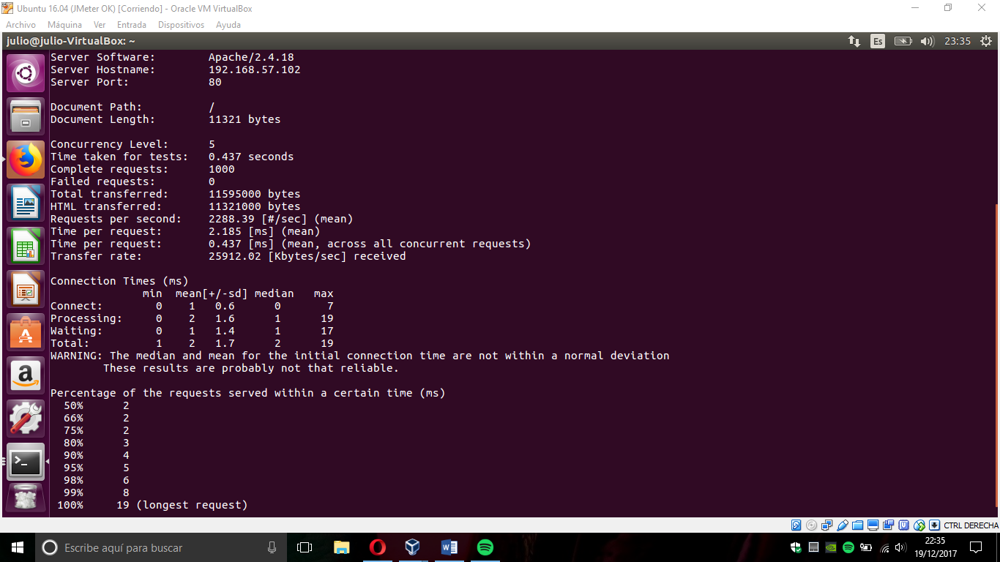 Ubuntu 16.04 (JMeter OK) [Corriendo] - Oracle VM VirtualBox
Archivo Máquina Ver Entrada Dispositivos Ayuda
julio@julio-VirtualBox: ~ Es 23:35
Server Software: Apache/2.4.18
Server Hostname: 192.168.57.102
Server Port: 80
Document Path: /
Document Length: 11321 bytes
Concurrency Level: 5
Time taken for tests: 0.437 seconds
Complete requests: 1000
Failed requests: 0
Total transferred: 11595000 bytes
HTML transferred: 11321000 bytes
Requests per second: 2288.39 [#/sec] (mean)
Time per request: 2.185 [ms] (mean)
Time per request: 0.437 [ms] (mean, across all concurrent requests)
Transfer rate: 25912.02 [Kbytes/sec] received
Connection Times (ms)
min mean[+/-sd] median max
Connect: 0 1 0.6 0 7
Processing: 0 2 1.6 1 19
Waiting: 0 1 1.4 1 17
Total: 1 2 1.7 2 19
WARNING: The median and mean for the initial connection time are not within a normal deviation
These results are probably not that reliable.
Percentage of the requests served within a certain time (ms)
50% 2
66% 2
75% 2
80% 3
90% 4
95% 5
98% 6
99% 8
100% 19 (longest request)
CTRL DERECHA
Escribe aquí para buscar
22:35
19/12/2017